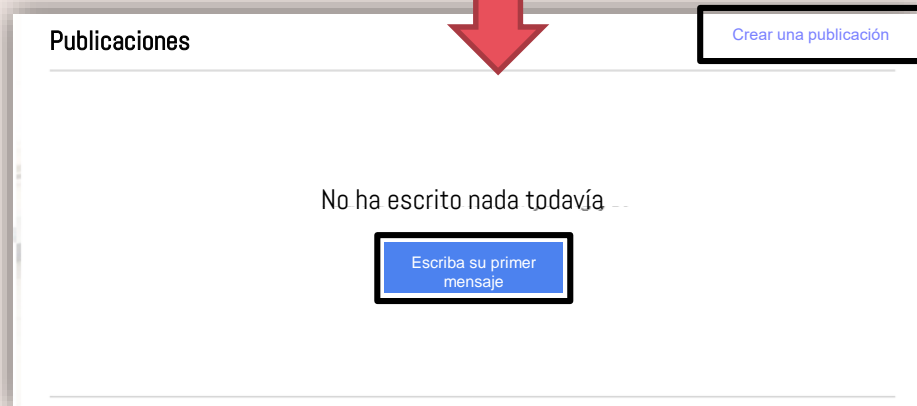 Publicaciones
Crear una publicación
No ha escrito nada todavía
Escriba su primer
mensaje